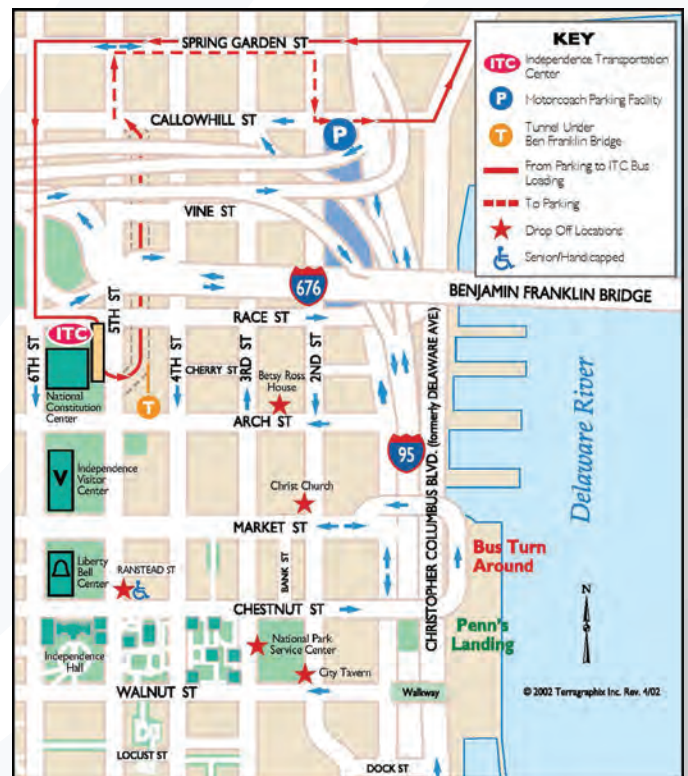 SPRING GARDEN ST
CALLOWHILL ST
P
VINE ST
676
BENJAMIN FRANKLIN BRIDGE
RACE ST
ITC
6TH ST
5TH ST
4TH ST
3RD ST
2ND ST
CHERRY ST
Betsy Ross
House
National
Constitution
Center
T
ARCH ST
95
CHRISTOPHER COLUMBUS BLVD. (formerly DELAWARE AVE.)
Delaware River
V
Independence
Visitor
Center
Christ Church
MARKET ST
Bus Turn
Around
Liberty
Bell
Center
RANSTEAD ST
BANK ST
CHESTNUT ST
Penn's
Landing
Independence
Hall
National Park
Service Center
City Tavern
WALNUT ST
Walkway
N
S
© 2002 Terragraphix Inc. Rev. 4/02
LOCUST ST
DOCK ST
KEY
ITC
Independence Transportation
Center
P
Motorcoach Parking Facility
T
Tunnel Under
Ben Franklin Bridge
From Parking to ITC Bus
Loading
To Parking
Drop Off Locations
Senior/Handicapped